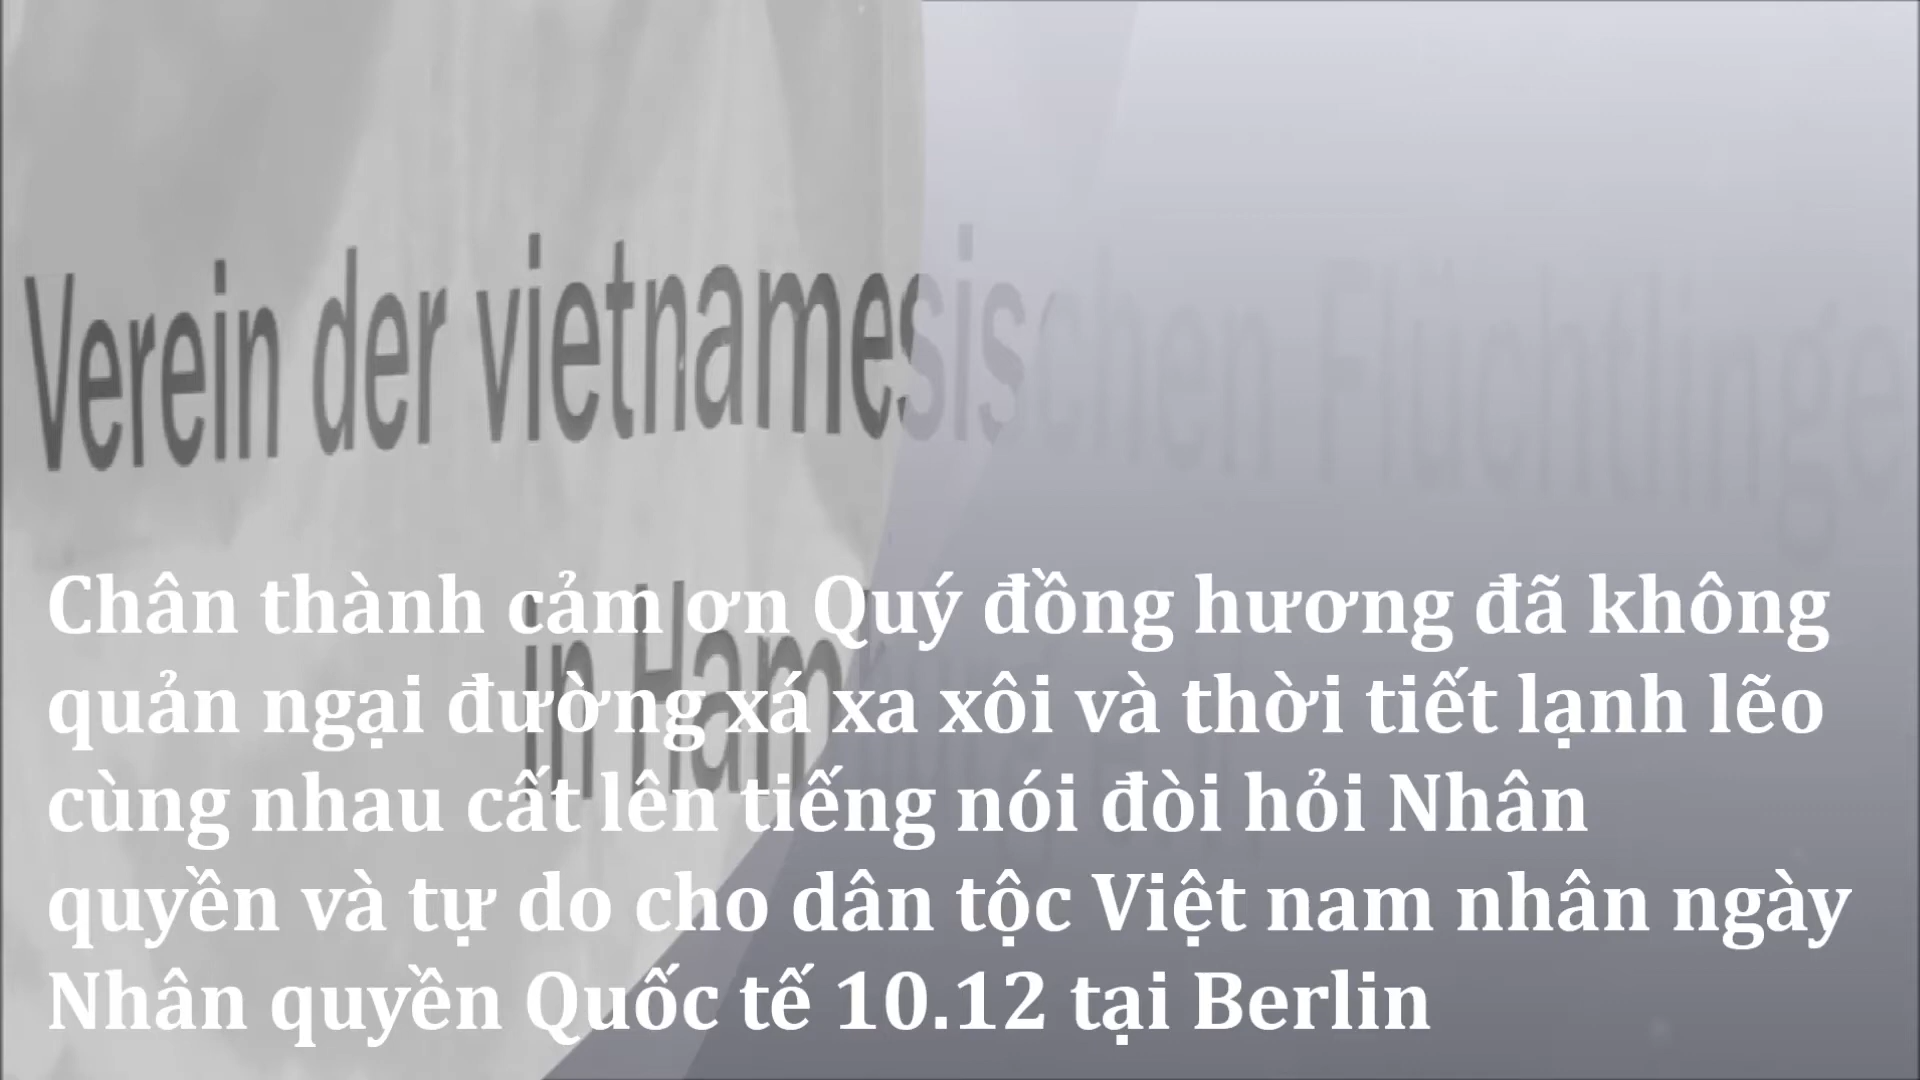 Verein der vietnamesischen Flüchtlinge
in Hamburg e.V
Chân thành cảm ơn Quý đồng hương đã không
quản ngại đường xá xa xôi và thời tiết lạnh lẽo
cùng nhau cất lên tiếng nói đòi hỏi Nhân
quyền và tự do cho dân tộc Việt nam nhân ngày
Nhân quyền Quốc tế 10.12 tại Berlin